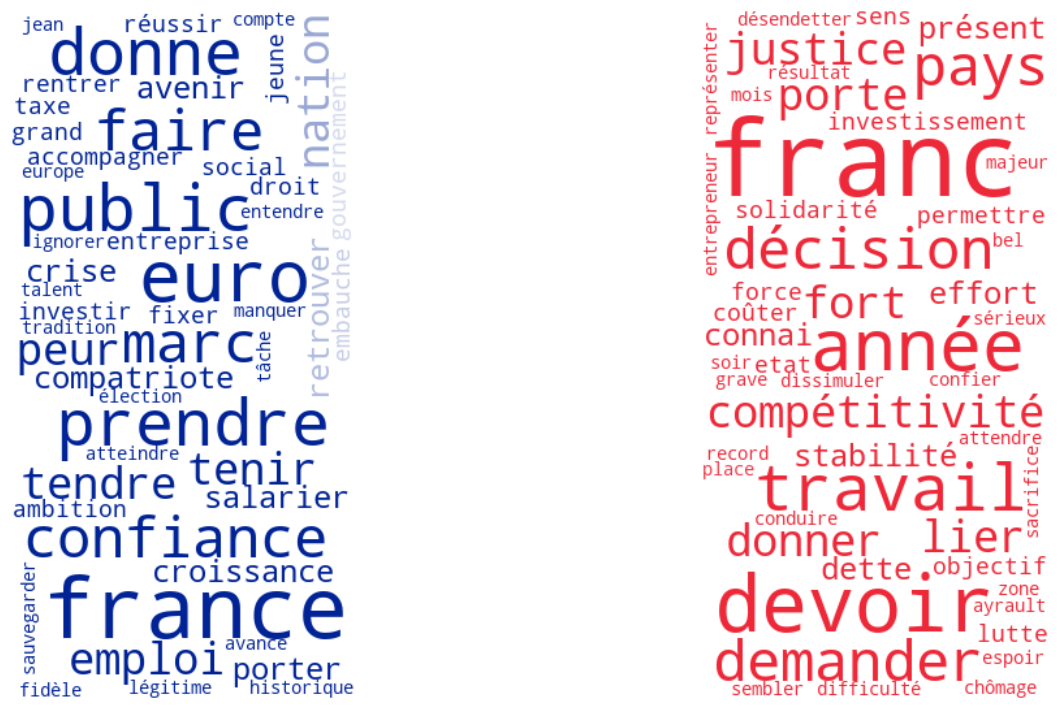 jean
réussir
compte
donne
jeune
nation
rentrer
avenir
taxe
grand
faire
gouvernement
accompagner
europe
social
droit
public
entendre
ignorer
entreprise
crise
euro
talent
retrouver
embauche
investir
fixer
manquer
tradition
peur
marc
tâche
compatriote
élection
prendre
atteindre
tendre
tenir
salarier
ambition
confiance
croissance
sauvegarder
france
avance
emploi
porter
fidèle
légitime
historique
désendetter
sens
présent
représenter
justice
pays
résultat
mois
porte
investissement
franc
majeur
entrepreneur
solidarité
permettre
décision
bel
force
fort
effort
coûter
sérieux
connai
année
soir
etat
grave
dissimuler
confier
compétitivité
attendre
record
stabilité
place
travail
sacrifice
conduire
donner
lier
dette
objectif
devoir
zone
ayrault
lutte
demander
espoir
sembler
difficulté
chômage